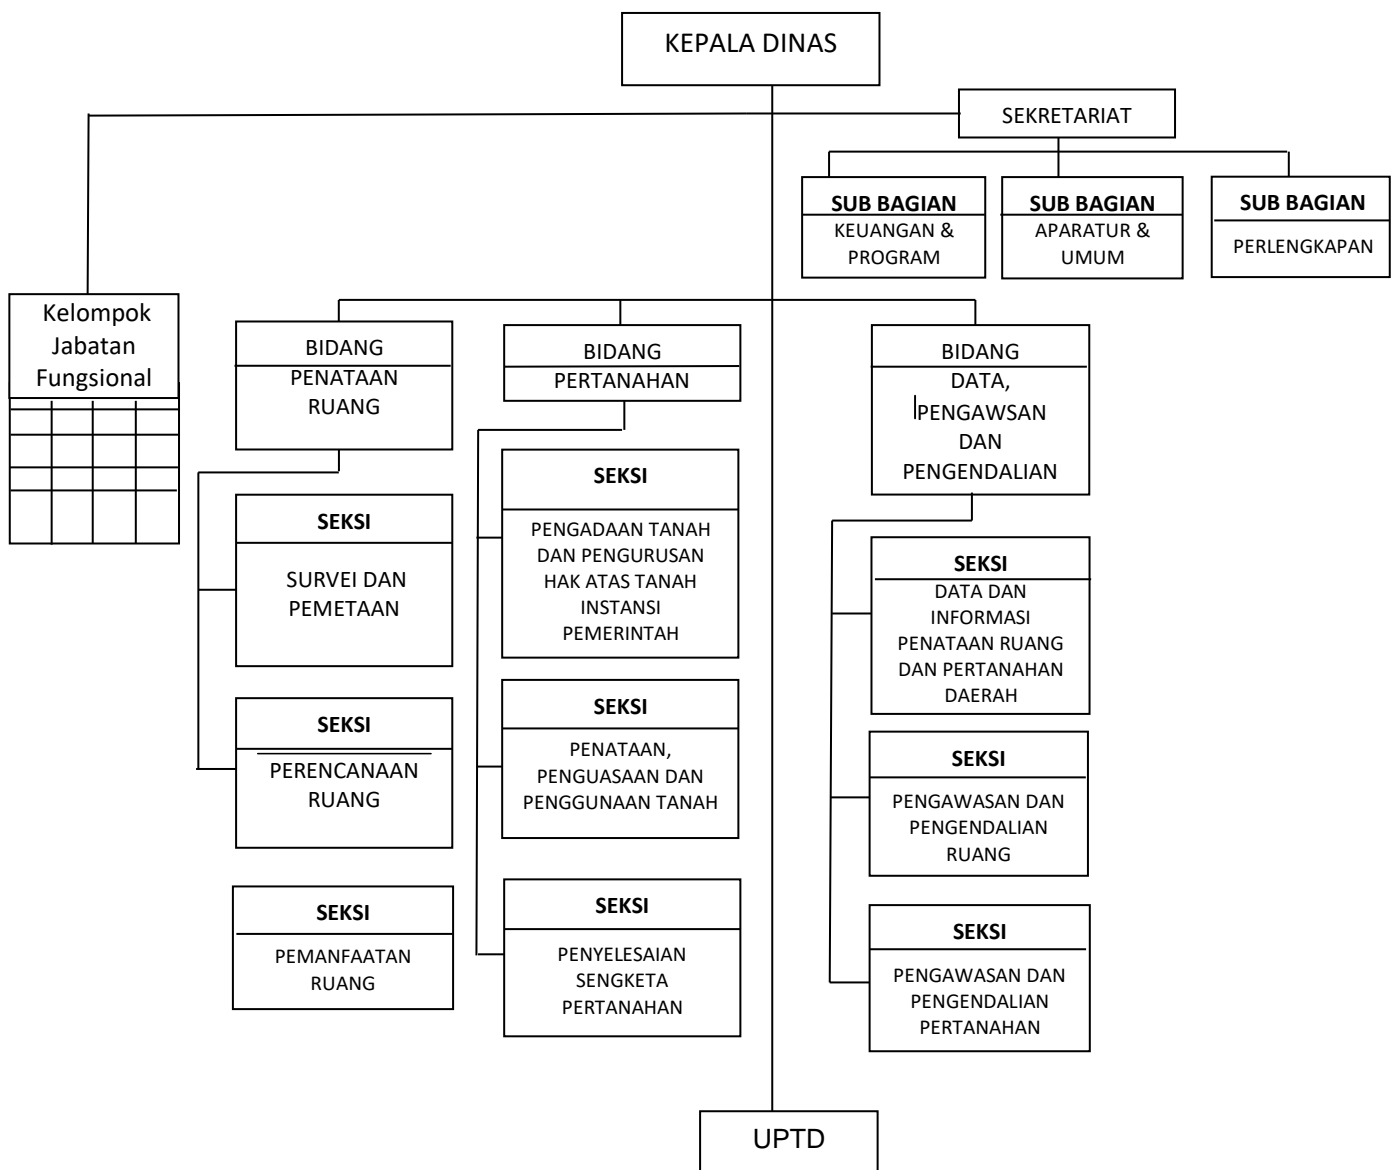 KEPALA DINAS
SEKRETARIAT
SUB BAGIAN
KEUANGAN &
PROGRAM
SUB BAGIAN
APARATUR &
UMUM
SUB BAGIAN
PERLENGKAPAN
Kelompok
Jabatan
Fungsional
BIDANG
PENATAAN
RUANG
SEKSI
SURVEI DAN
PEMETAAN
SEKSI
PERENCANAAN
RUANG
SEKSI
PEMANFAATAN
RUANG
BIDANG
PERTANAHAN
SEKSI
PENGADAAN TANAH
DAN PENGURUSAN
HAK ATAS TANAH
INSTANSI
PEMERINTAH
SEKSI
PENATAAN,
PENGUASAAN DAN
PENGGUNAAN TANAH
SEKSI
PENYELESAIAN
SENGKETA
PERTANAHAN
BIDANG
DATA,
PENGAWSAN
DAN
PENGENDALIAN
SEKSI
DATA DAN
INFORMASI
PENATAAN RUANG
DAN PERTANAHAN
DAERAH
SEKSI
PENGAWASAN DAN
PENGENDALIAN
RUANG
SEKSI
PENGAWASAN DAN
PENGENDALIAN
PERTANAHAN
UPTD